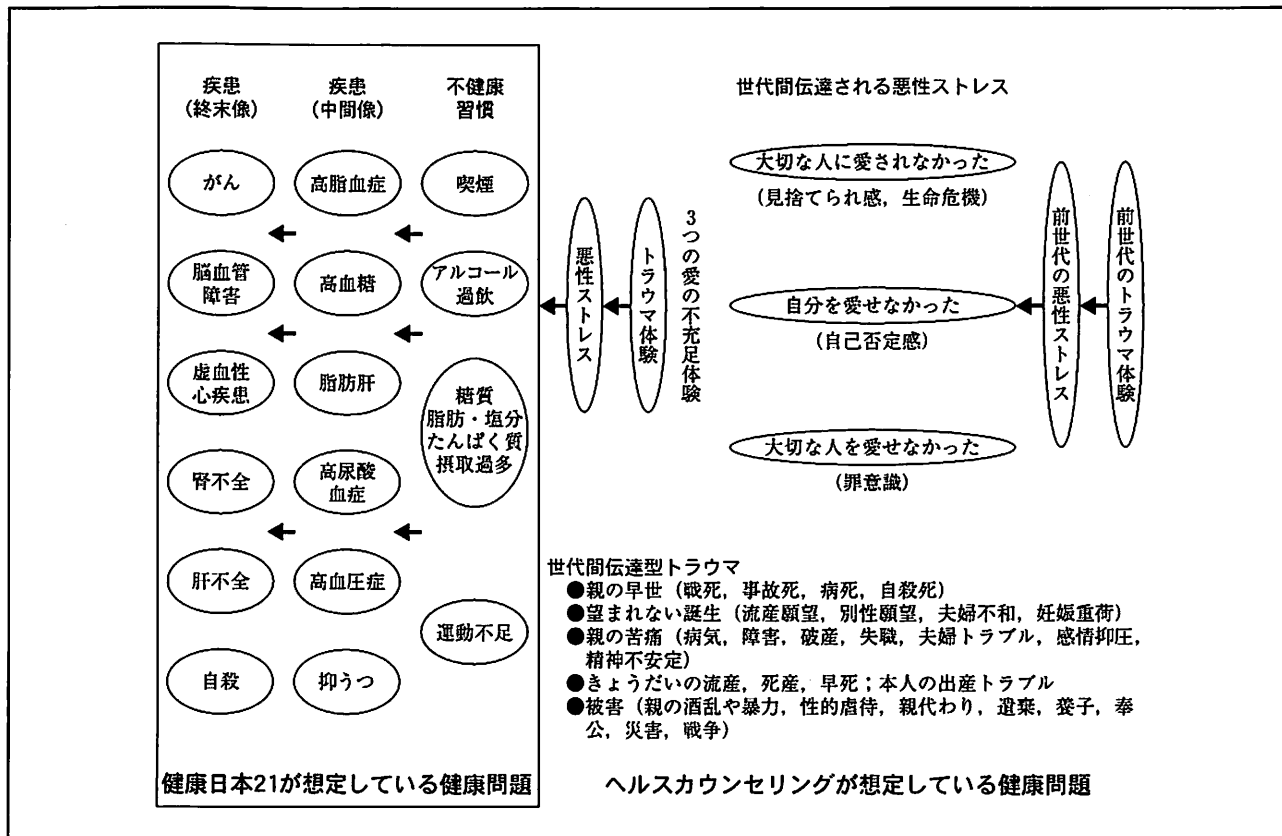 疾患
(終末像)
疾患
(中間像)
不健康
習慣
がん
高脂血症
喫煙
脳血管
障害
高血糖
アルコール
過飲
虚血性
心疾患
脂肪肝
糖質
脂肪・塩分
たんぱく質
摂取過多
腎不全
高尿酸
血症
肝不全
高血圧症
運動不足
自殺
抑うつ
健康日本21が想定している健康問題
悪性ストレス
トラウマ体験
3つの愛の不充足体験
世代間伝達される悪性ストレス
大切な人に愛されなかった
(見捨てられ感,生命危機)
自分を愛せなかった
(自己否定感)
大切な人を愛せなかった
(罪意識)
前世代の悪性ストレス
前世代のトラウマ体験
世代間伝達型トラウマ
●親の早世(戦死,事故死,病死,自殺死)
●望まれない誕生(流産願望,別性願望,夫婦不和,妊娠重荷)
●親の苦痛(病気,障害,破産,失職,夫婦トラブル,感情抑圧,
精神不安定)
●きょうだいの流産,死産,早死;本人の出産トラブル
●被害(親の酒乱や暴力,性的虐待,親代わり,遺棄,養子,奉
公,災害,戦争)
ヘルスカウンセリングが想定している健康問題